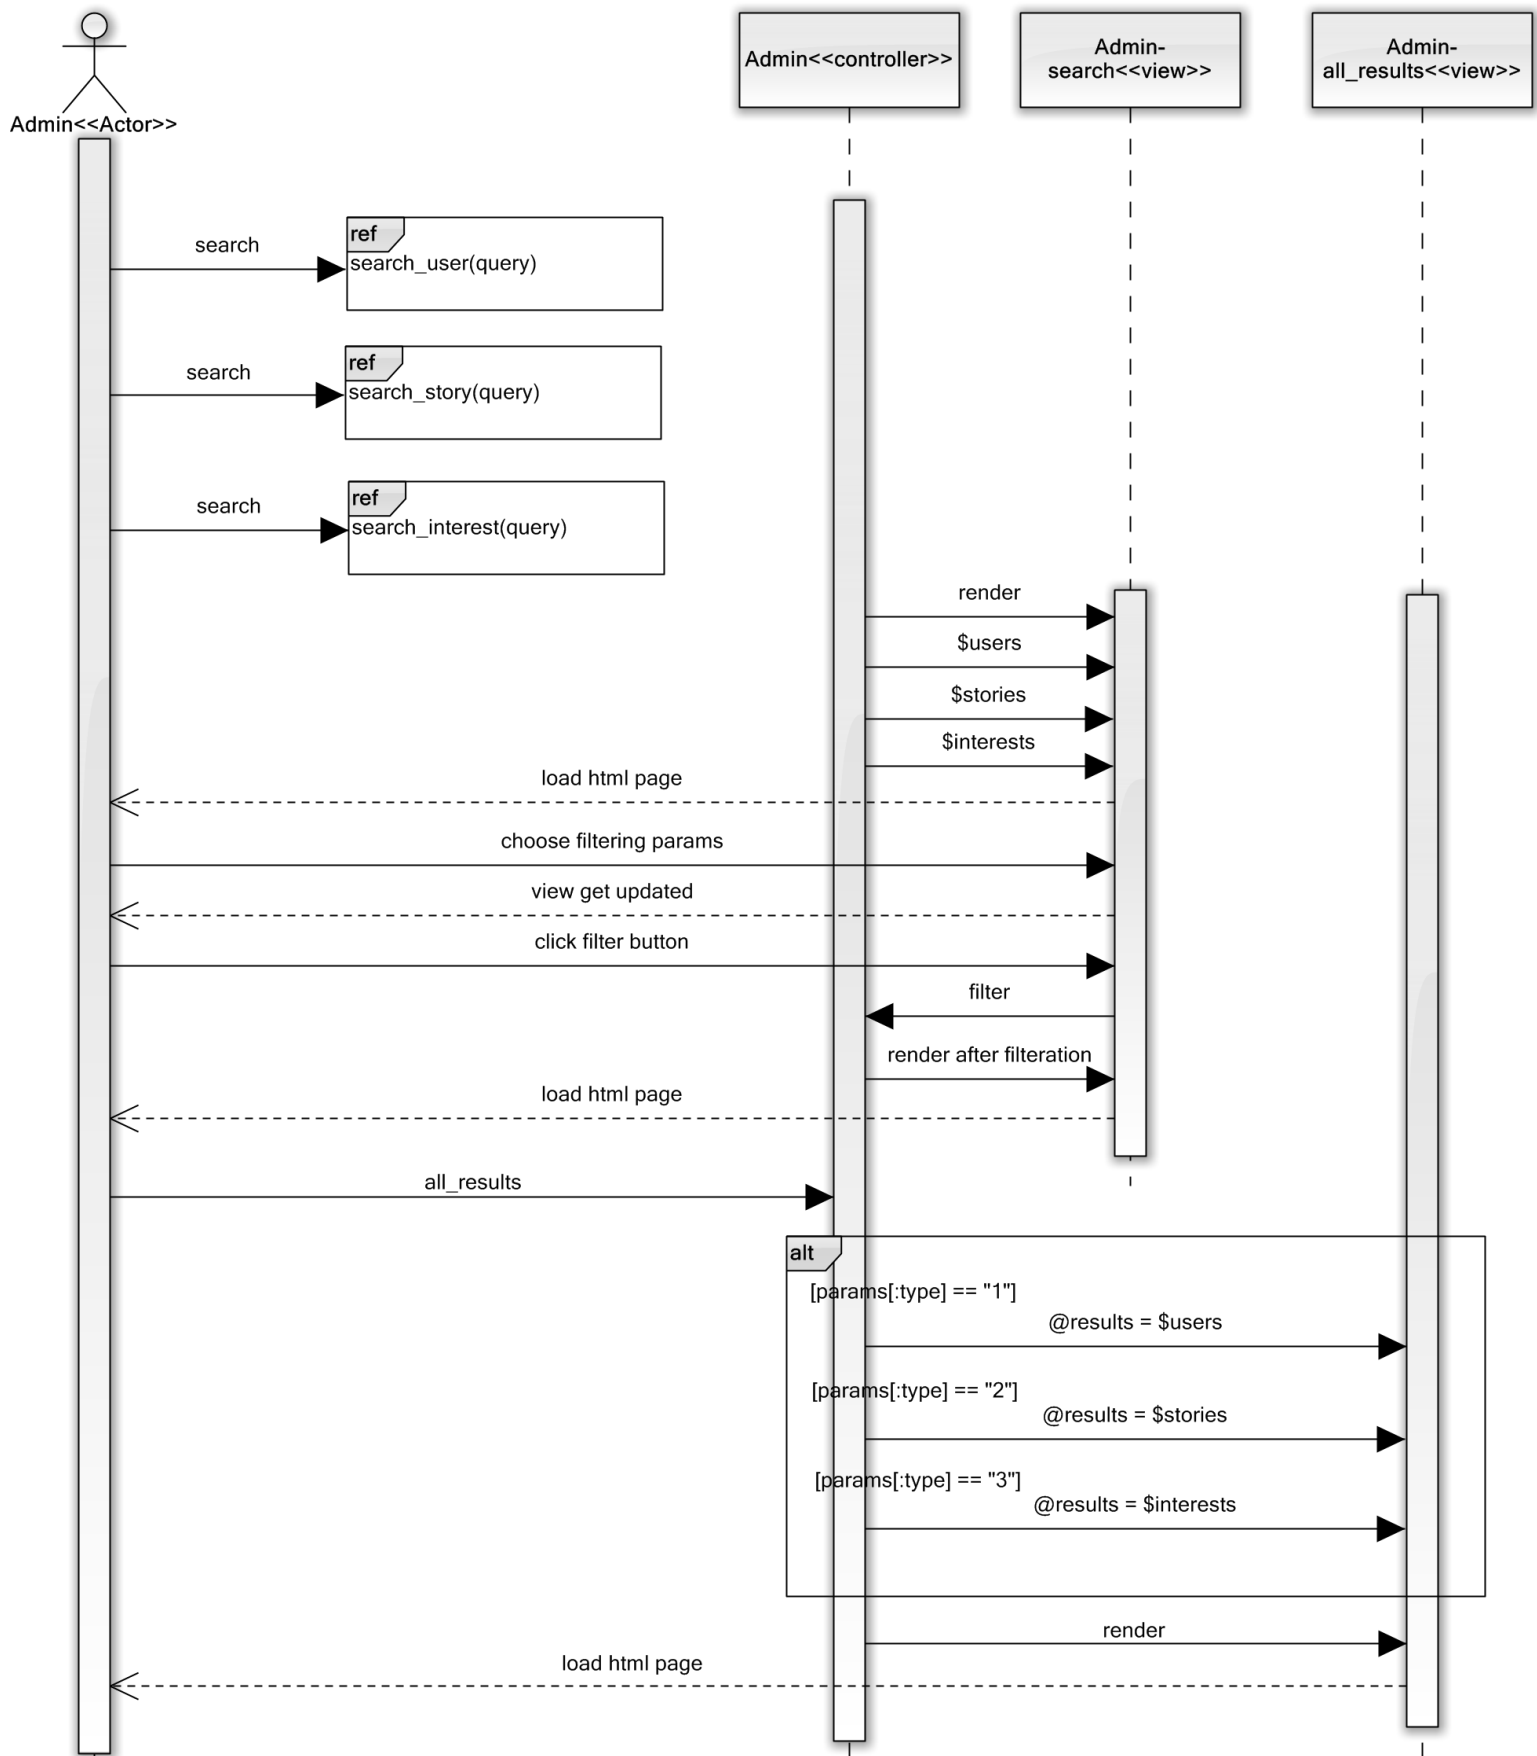 Admin<<Actor>>
Admin<<controller>>
Admin-
search<<view>>
Admin-
all_results<<view>>
search
ref
search_user(query)
search
ref
search_story(query)
search
ref
search_interest(query)
render
$users
$stories
$interests
load html page
choose filtering params
view get updated
click filter button
filter
render after filteration
load html page
all_results
alt
[params[:type] == "1"]
@results = $users
[params[:type] == "2"]
@results = $stories
[params[:type] == "3"]
@results = $interests
render
load html page